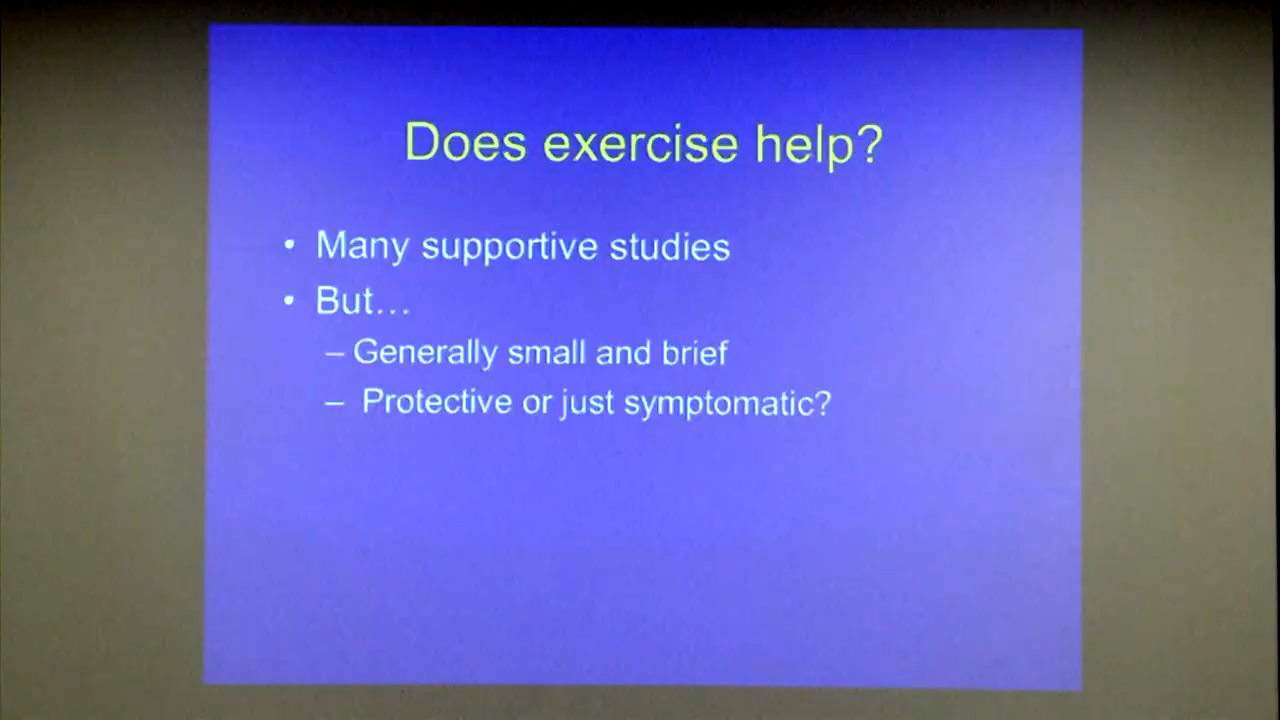 Does exercise help?
• Many supportive studies
• But…
– Generally small and brief
– Protective or just symptomatic?